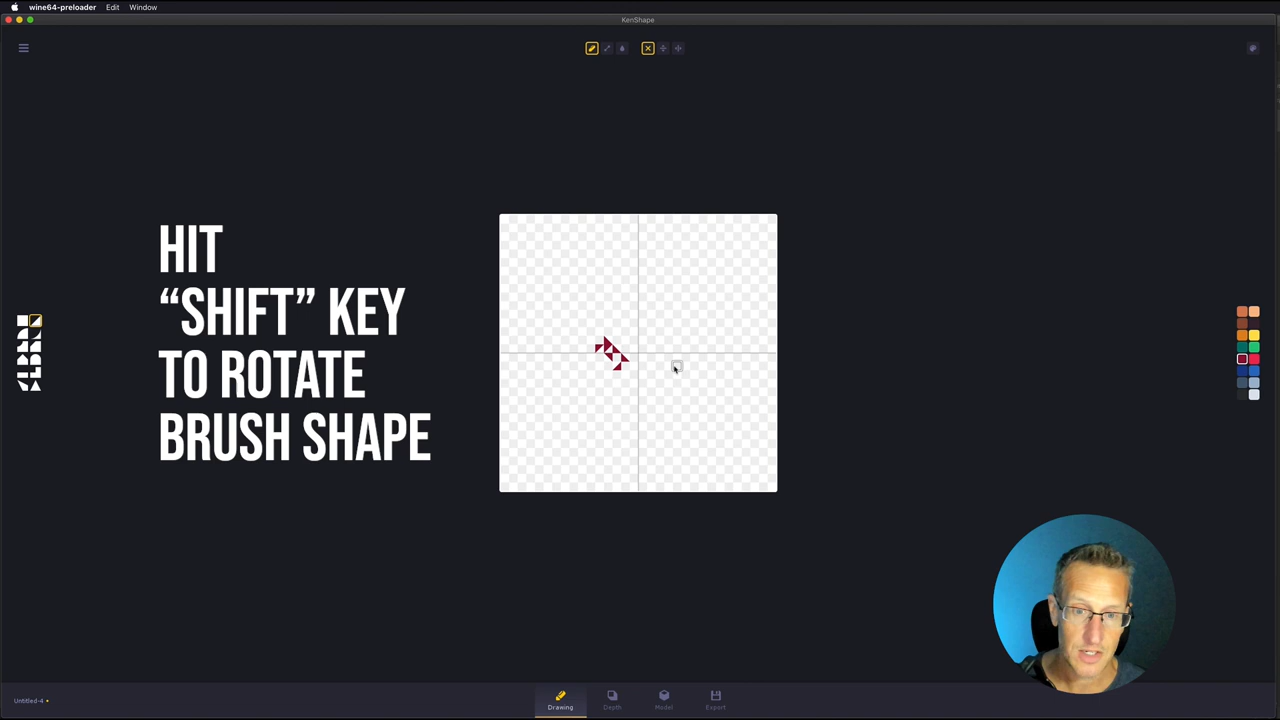 wine64-preloader Edit Window
KenShape
HIT
“SHIFT” KEY
TO ROTATE
BRUSH SHAPE
Untitled-4
Drawing Depth Model Export